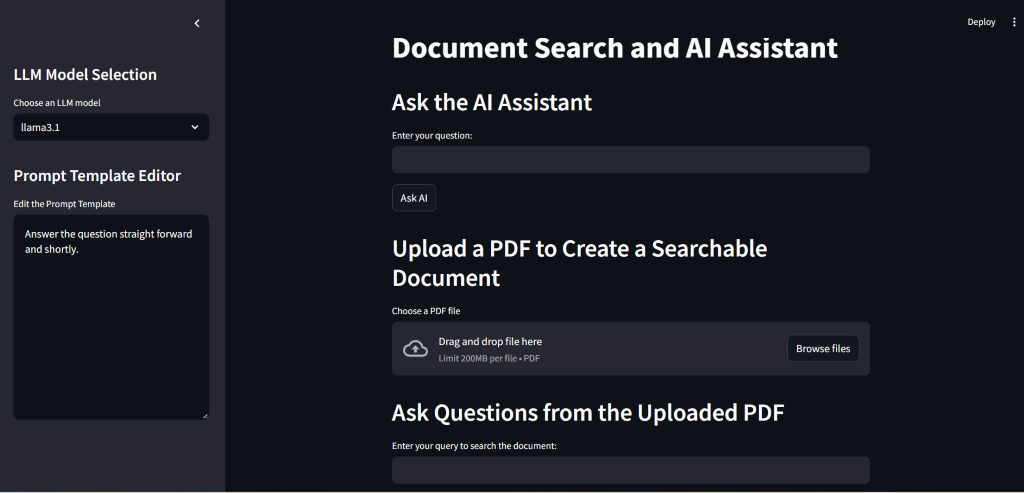 Deploy
LLM Model Selection
Choose an LLM model
llama3.1
Prompt Template Editor
Edit the Prompt Template
Answer the question straight forward
and shortly.
Document Search and AI Assistant
Ask the AI Assistant
Enter your question:
Ask AI
Upload a PDF to Create a Searchable
Document
Choose a PDF file
Drag and drop file here
Limit 200MB per file • PDF
Browse files
Ask Questions from the Uploaded PDF
Enter your query to search the document: